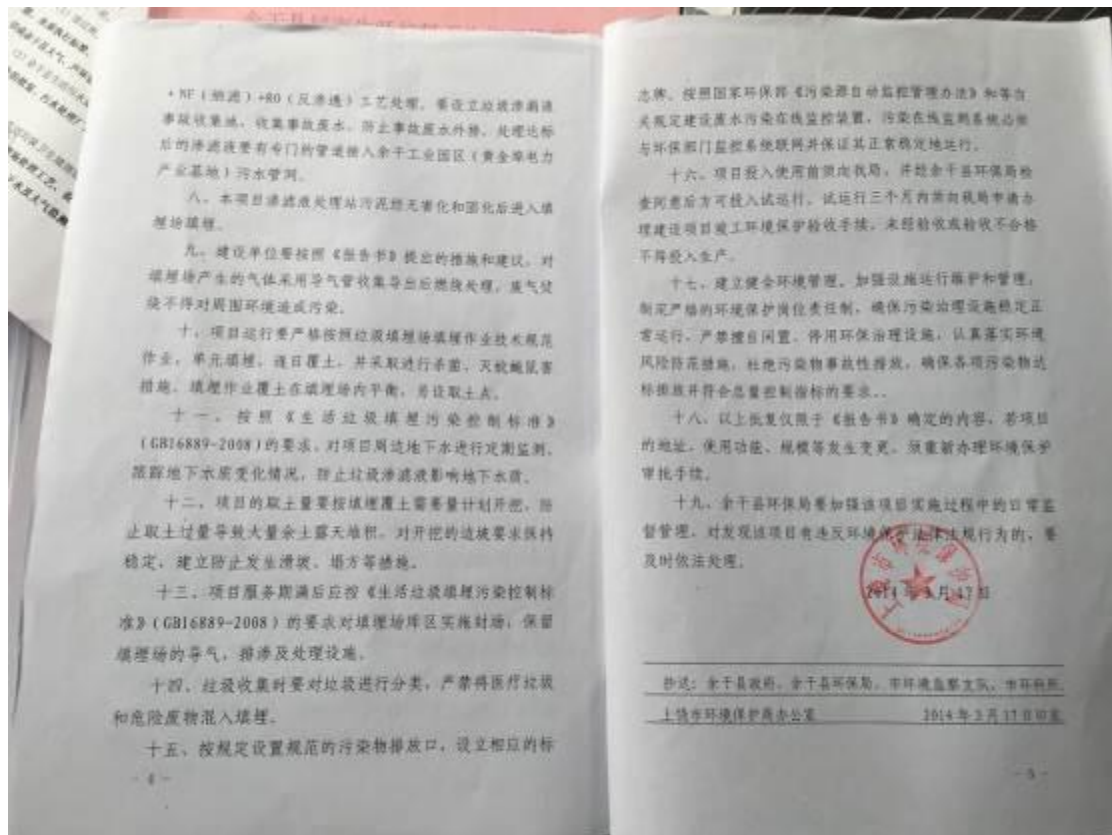 +NF(纳滤)+RO(反渗透)工艺处理。要设立垃圾渗漏液
事故收集池,收集事故废水,防止事故废水外排。处理达标
后的渗滤液要有专门的管道接入余干工业园区(黄金埠电力
产业基地)污水管网。
八、本项目渗滤液处理站污泥经无害化和固化后进入填
埋场填埋。
九、建设单位要按照《报告书》提出的措施和建议,对
填埋场产生的气体采用导气管收集导出后燃烧处理,废气焚
烧不得对周围环境造成污染。
十、项目运行要严格按照垃圾填埋场填埋作业技术规范
作业,单元填埋,逐日覆土,并采取进行杀菌、灭蚊蝇鼠害
措施。填埋作业覆土在填埋场内平衡,另设取土点。
十一、按照《生活垃圾填埋污染控制标准》
(GB16889-2008)的要求,对项目周边地下水进行定期监测,
跟踪地下水质变化情况,防止垃圾渗滤液影响地下水质。
十二、项目的取土量要按填埋覆土需要量计划开挖,防
止取土过量导致大量余土露天堆积。对开挖的边坡要求保持
稳定,建立防止发生滑坡、塌方等措施。
十三、项目服务期满后应按《生活垃圾填埋污染控制标
准》(GB16889-2008)的要求对填埋场库区实施封场,保留
填埋场的导气,排渗及处理设施。
十四、垃圾收集时要对垃圾进行分类,严禁将医疗垃圾
和危险废物混入填埋。
十五、按规定设置规范的污染物排放口,设立相应的标
- 4 -
志牌。按照国家环保部《污染源自动监控管理办法》和等有
关规定建设废水污染在线监控装置,污染在线监测系统必须
与环保部门监控系统联网并保证其正常稳定地运行。
十六、项目投入使用前须向我局,并经余干县环保局检
查同意后方可投入试运行。试运行三个月内须向我局申请办
理建设项目竣工环境保护验收手续。未经验收或验收不合格
不得投入生产。
十七、建立健全环境管理。加强设施运行维护和管理,
制定严格的环境保护岗位责任制,确保污染治理设施稳定正
常运行,严禁擅自闲置、停用环保治理设施,认真落实环境
风险防范措施,杜绝污染物事故性排放,确保各项污染物达
标排放并符合总量控制指标的要求。.
十八、以上批复仅限于《报告书》确定的内容,若项目
的地址、使用功能、规模等发生变更,须重新办理环境保护
审批手续。
十九、余干县环保局要加强该项目实施过程中的日常监
督管理,对发现该项目有违反环境保护法律法规行为的,要
及时依法处理。
上饶市环境保护局
2014年3月17日
抄送:余干县政府,余干县环保局,市环境监察支队,市环科所
上饶市环境保护局办公室 2014年3月17日印发
- 5 -